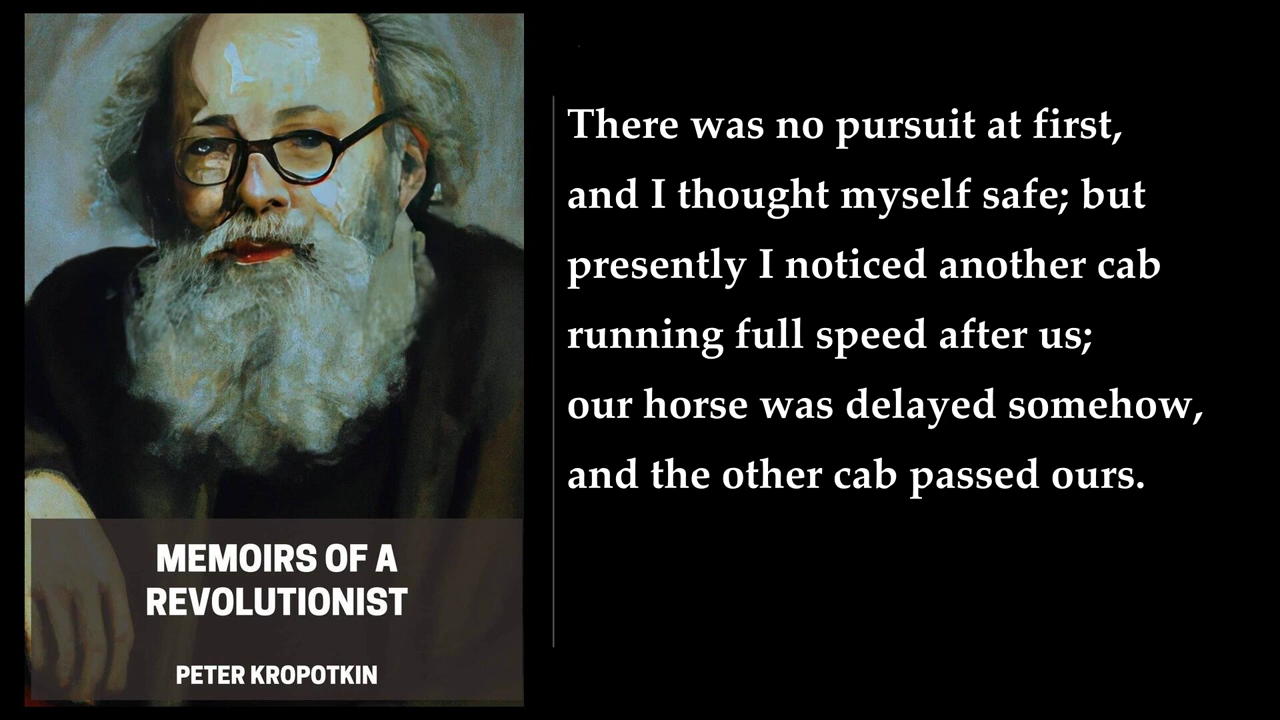 There was no pursuit at first,
and I thought myself safe; but
presently I noticed another cab
running full speed after us;
our horse was delayed somehow,
and the other cab passed ours.
MEMOIRS OF A
REVOLUTIONIST
PETER KROPOTKIN